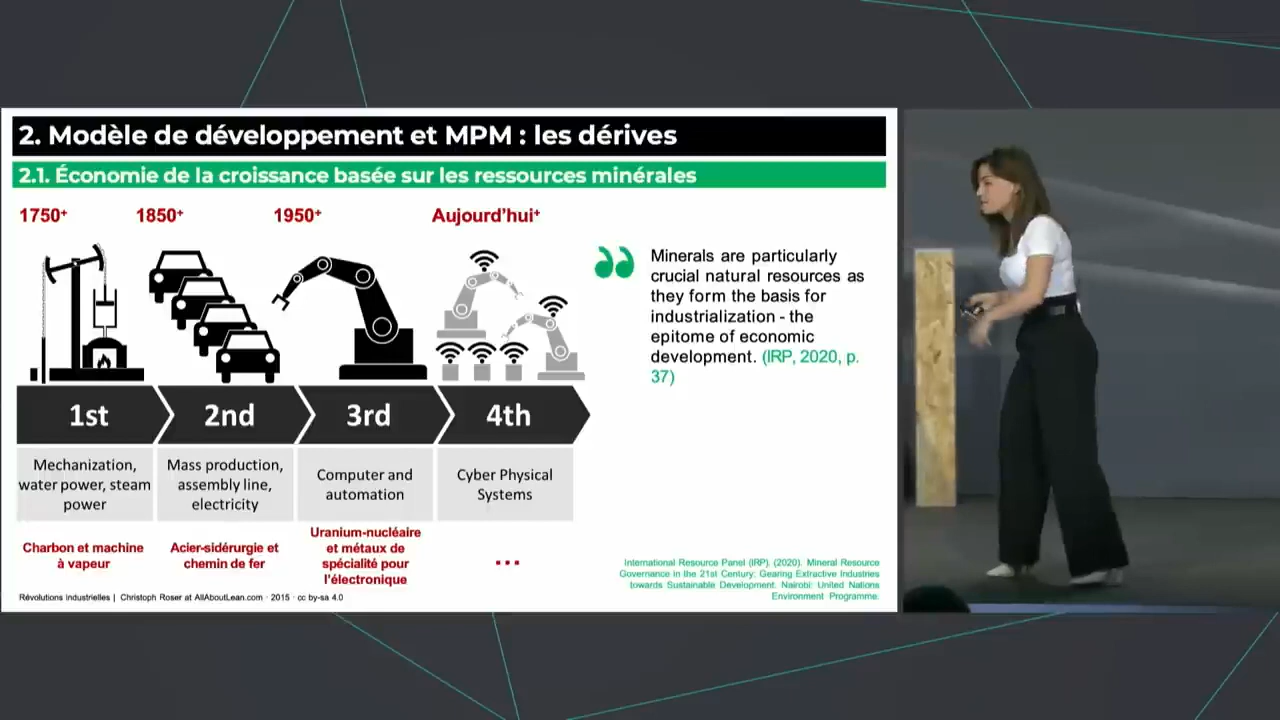 2. Modèle de développement et MPM : les dérives
2.1. Économie de la croissance basée sur les ressources minérales
1750⁺
1850⁺
1950⁺
Aujourd'hui⁺
Minerals are particularly
crucial natural resources as
they form the basis for
industrialization - the
epitome of economic
development. (IRP, 2020, p.
37)
1st
2nd
3rd
4th
Mechanization,
water power, steam
power
Mass production,
assembly line,
electricity
Computer and
automation
Cyber Physical
Systems
Charbon et machine
à vapeur
Acier-sidérurgie et
chemin de fer
Uranium-nucléaire
et métaux de
spécialité pour
l'électronique
...
International Resource Panel (IRP). (2020). Mineral Resource
Governance in the 21st Century: Gearing Extractive Industries
towards Sustainable Development. Nairobi: United Nations
Environment Programme.
Révolutions industrielles | Christoph Roser at AllAboutLean.com · 2015 · cc by-sa 4.0